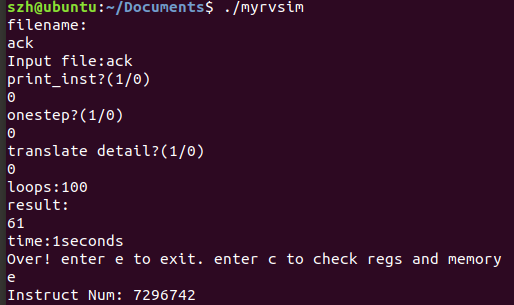 szh@ubuntu:~/Documents$ ./myrvsim
filename:
ack
Input file:ack
print_inst?(1/0)
0
onestep?(1/0)
0
translate detail?(1/0)
0
loops:100
result:
61
time:1seconds
Over! enter e to exit. enter c to check regs and memory
e
Instruct Num: 7296742